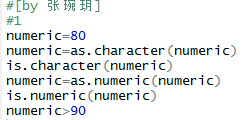 #[by 张琬玥]
#1
numeric=80
numeric=as.character(numeric)
is.character(numeric)
numeric=as.numeric(numeric)
is.numeric(numeric)
numeric>90